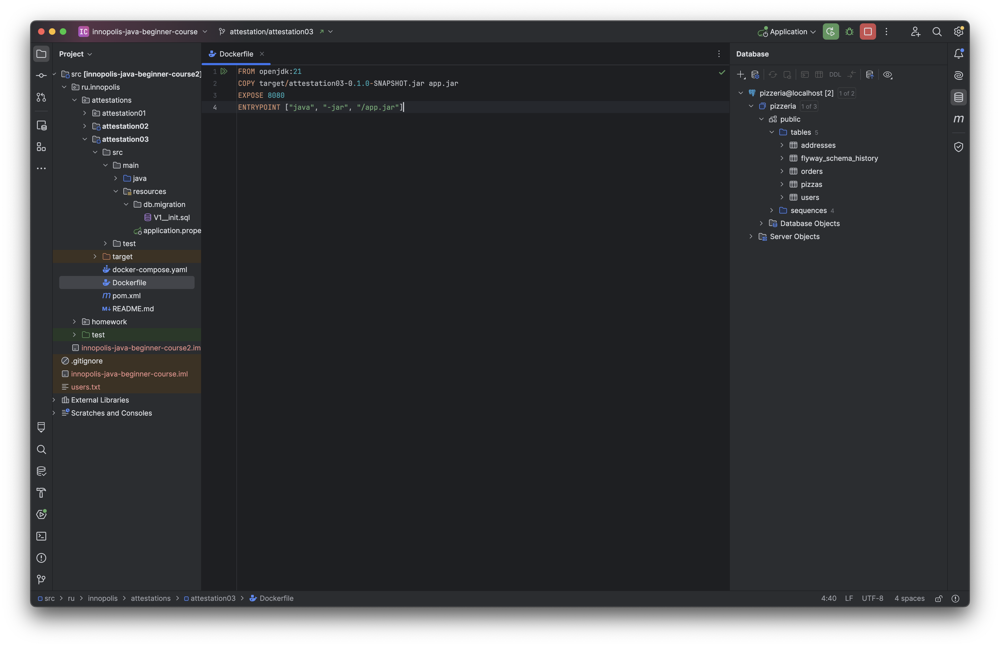 IC innopolis-java-beginner-course attestation/attestation03 Application
Project
src [innopolis-java-beginner-course2]
ru.innopolis
attestations
attestation01
attestation02
attestation03
src
main
java
resources
db.migration
V1__init.sql
application.prope
test
target
docker-compose.yaml
Dockerfile
m pom.xml
M↓ README.md
homework
test
innopolis-java-beginner-course2.im
.gitignore
innopolis-java-beginner-course.iml
users.txt
External Libraries
Scratches and Consoles
Dockerfile
1 FROM openjdk:21
2 COPY target/attestation03-0.1.0-SNAPSHOT.jar app.jar
3 EXPOSE 8080
4 ENTRYPOINT ["java", "-jar", "/app.jar"]
Database
DDL
pizzeria@localhost [2] 1 of 2
pizzeria 1 of 3
public
tables 5
addresses
flyway_schema_history
orders
pizzas
users
sequences 4
Database Objects
Server Objects
m
src > ru > innopolis > attestations > attestation03 > Dockerfile
4:40 LF UTF-8 4 spaces